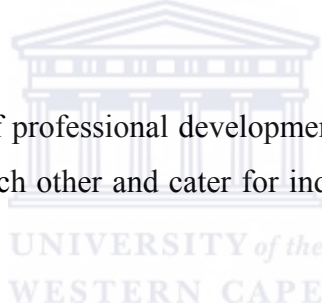 f professional developmen
ch other and cater for inc
UNIVERSITY of the
WESTERN CAPE